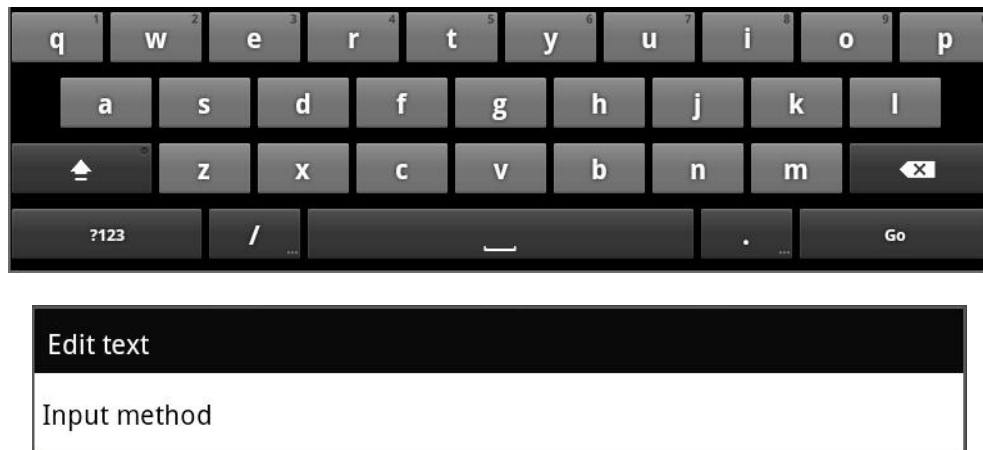 1 2 3 4 5 6 7 8 9
q w e r t y u i o p
a s d f g h j k l
z x c v b n m
?123 / ... . ... Go
Edit text
Input method